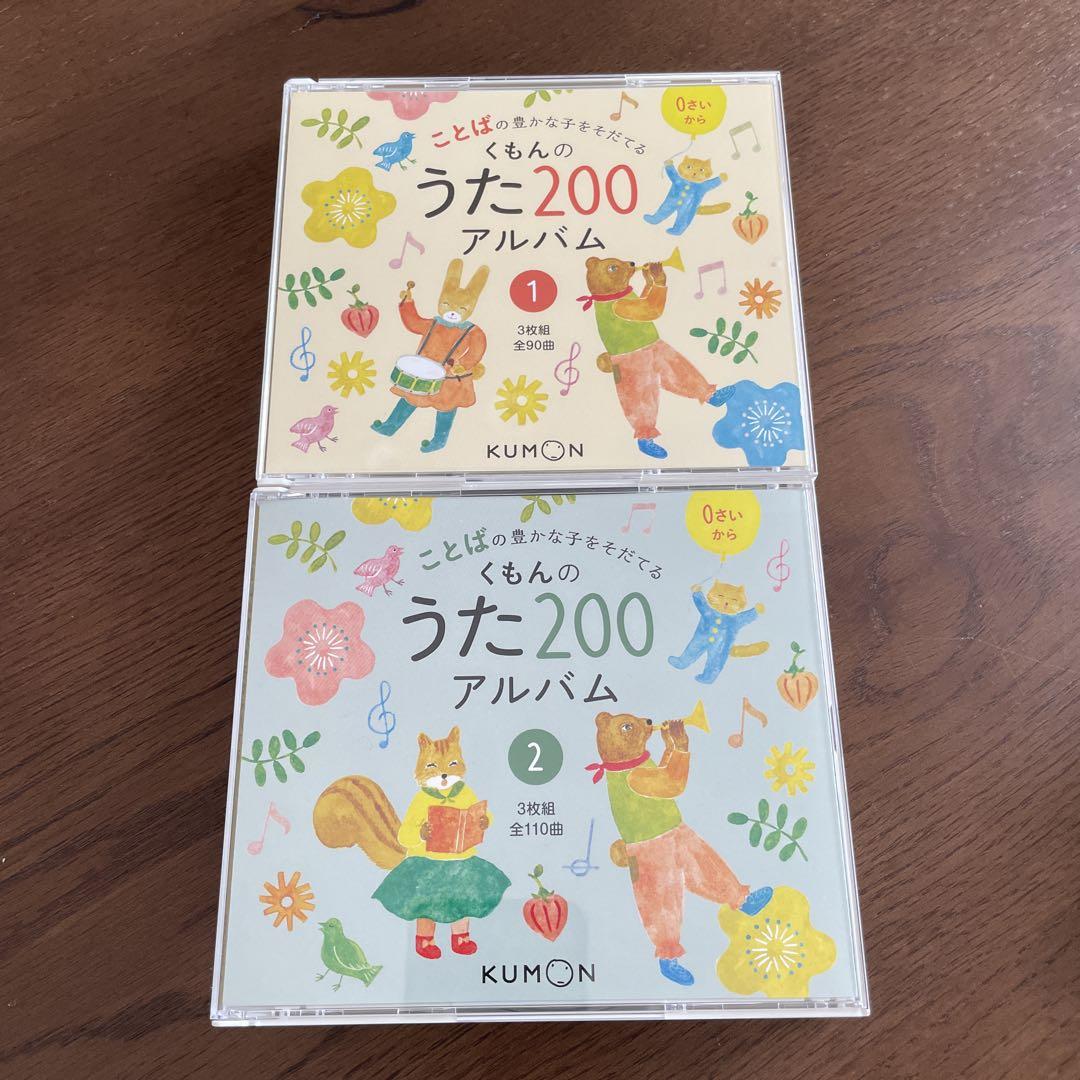 0さい
から
ことばの豊かな子をそだてる
くもんの
うた200
アルバム
1
3枚組
全90曲
KUMON
0さい
から
ことばの豊かな子をそだてる
くもんの
うた200
アルバム
2
3枚組
全110曲
KUMON